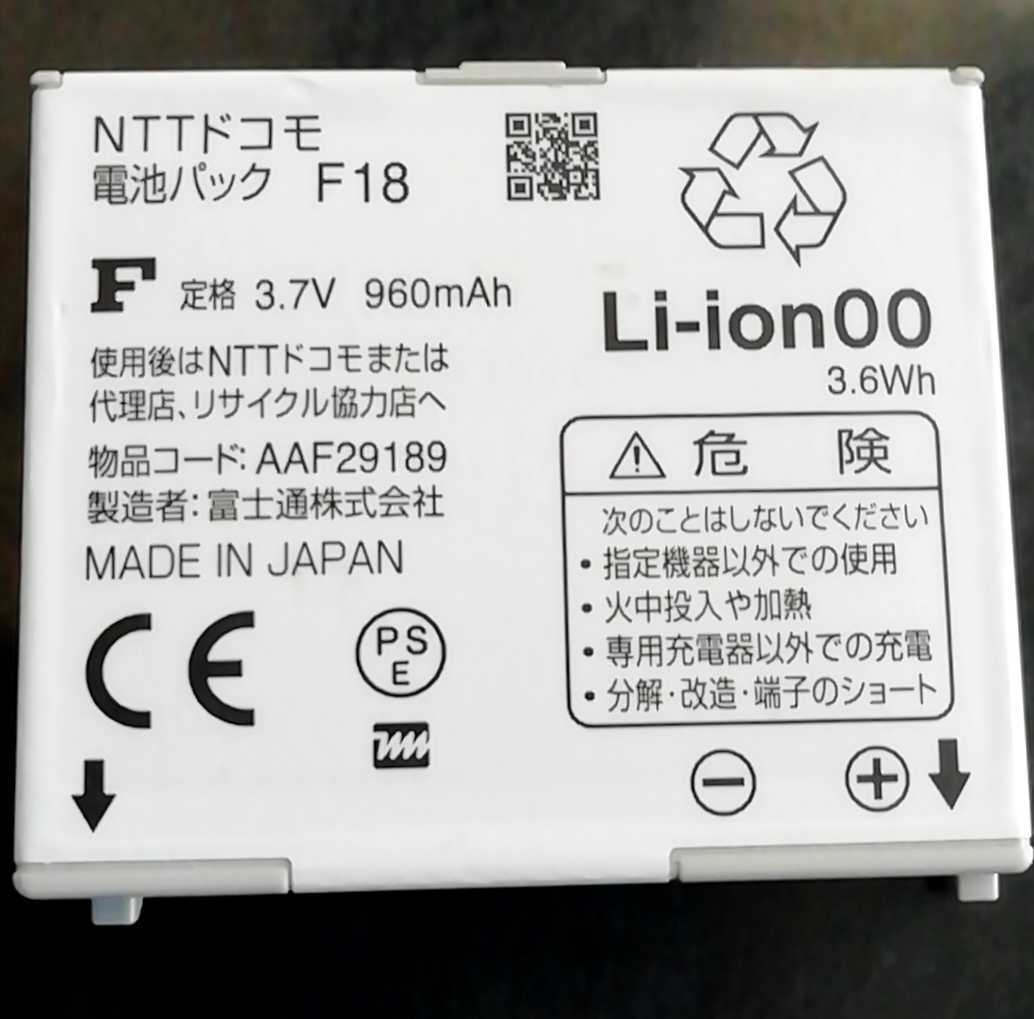 NTTドコモ
電池パック F18
F 定格 3.7V 960mAh
使用後はNTTドコモまたは
代理店、リサイクル協力店へ
物品コード: AAF29189
製造者: 富士通株式会社
MADE IN JAPAN
CE
PS
E
Li-ion00
3.6Wh
危 険
次のことはしないでください
・指定機器以外での使用
・火中投入や加熱
・専用充電器以外での充電
・分解・改造・端子のショート
− +